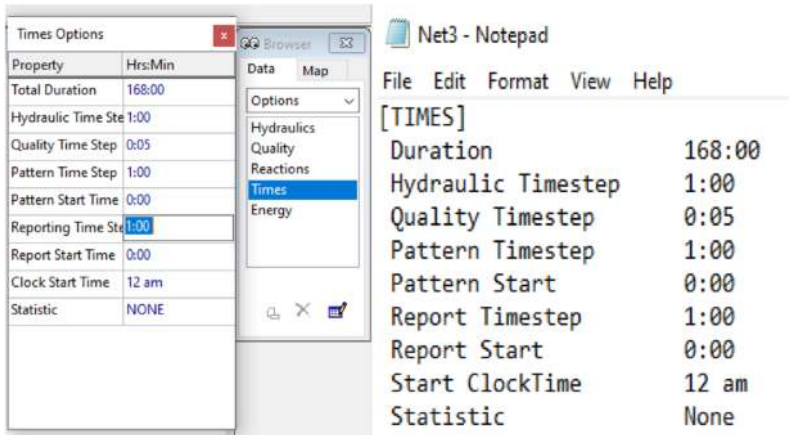 Times Options
x
Property Hrs:Min
Total Duration 168:00
Hydraulic Time Ste 1:00
Quality Time Step 0:05
Pattern Time Step 1:00
Pattern Start Time 0:00
Reporting Time Ste 1:00
Report Start Time 0:00
Clock Start Time 12 am
Statistic NONE
Browser
Data Map
Options
Hydraulics
Quality
Reactions
Times
Energy
Net3 - Notepad
File Edit Format View Help
[TIMES]
Duration 168:00
Hydraulic Timestep 1:00
Quality Timestep 0:05
Pattern Timestep 1:00
Pattern Start 0:00
Report Timestep 1:00
Report Start 0:00
Start ClockTime 12 am
Statistic None